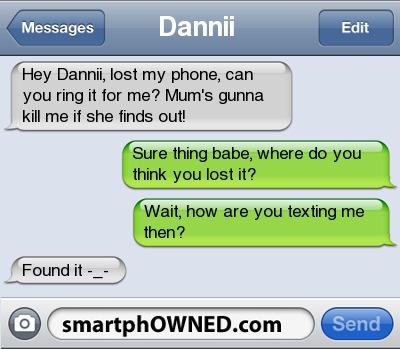 Messages
Dannii
Edit
Hey Dannii, lost my phone, can
you ring it for me? Mum's gunna
kill me if she finds out!
Sure thing babe, where do you
think you lost it?
Wait, how are you texting me
then?
Found it -_-
smartphOWNED.com
Send